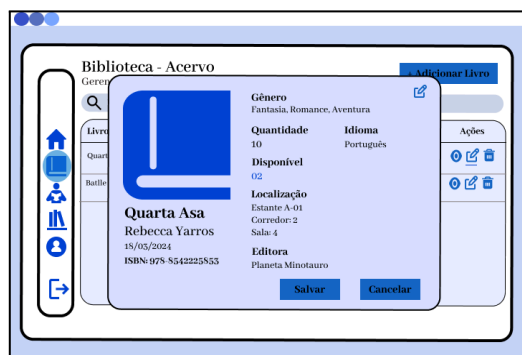 Biblioteca - Acervo
+ Adicionar Livro
Livro
Ações
Quart
Batlle
Gênero
Fantasia, Romance, Aventura
Quantidade
Idioma
10
Português
Disponível
02
Localização
Estante A-01
Corredor: 2
Sala: 4
Editora
Planeta Minotauro
Quarta Asa
Rebecca Yarros
18/03/2024
ISBN: 978-8542225853
Salvar
Cancelar